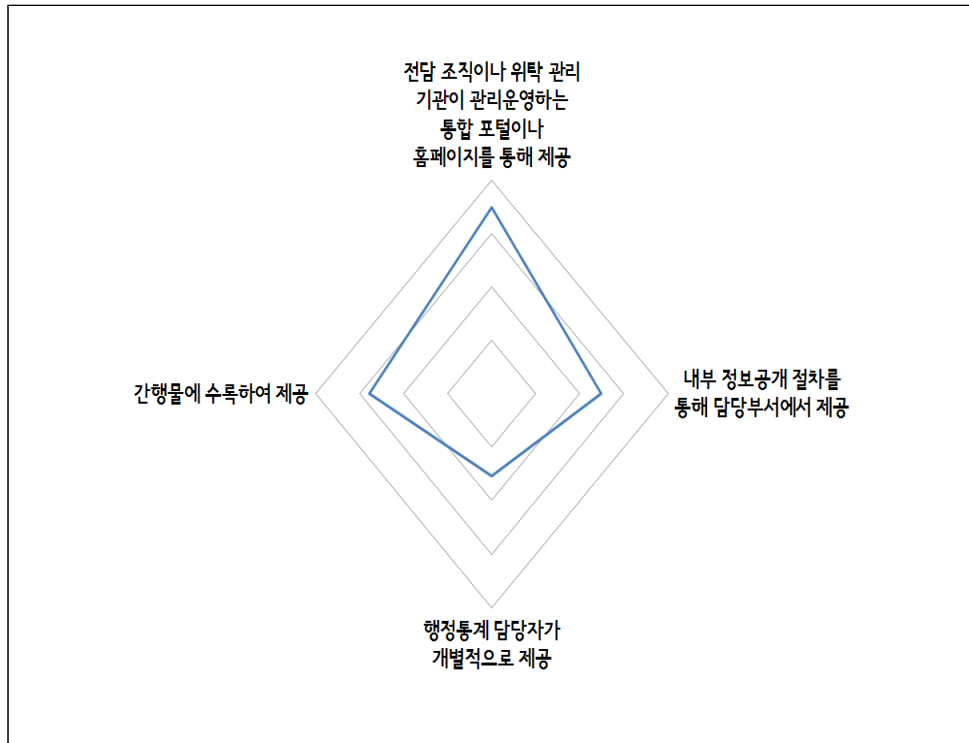 전담 조직이나 위탁 관리
기관이 관리운영하는
통합 포털이나
홈페이지를 통해 제공
간행물에 수록하여 제공
내부 정보공개 절차를
통해 담당부서에서 제공
행정통계 담당자가
개별적으로 제공